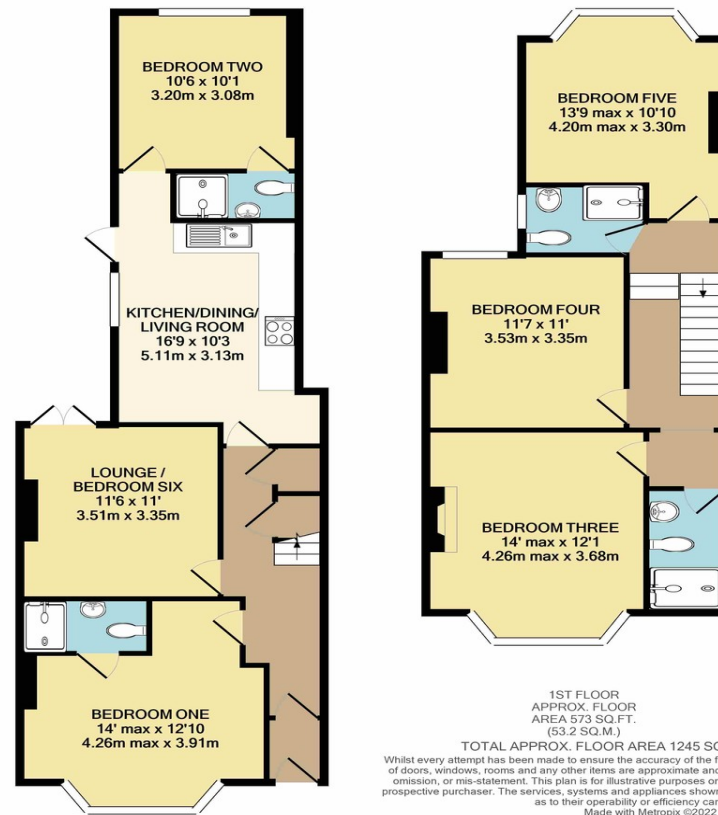 BEDROOM TWO
10'6 x 10'1
3.20m x 3.08m
KITCHEN/DINING/
LIVING ROOM
16'9 x 10'3
5.11m x 3.13m
LOUNGE /
BEDROOM SIX
11'6 x 11'
3.51m x 3.35m
BEDROOM ONE
14' max x 12'10
4.26m max x 3.91m
BEDROOM FIVE
13'9 max x 10'10
4.20m max x 3.30m
BEDROOM FOUR
11'7 x 11'
3.53m x 3.35m
BEDROOM THREE
14' max x 12'1
4.26m max x 3.68m
1ST FLOOR
APPROX. FLOOR
AREA 573 SQ.FT.
(53.2 SQ.M.)
TOTAL APPROX. FLOOR AREA 1245 SQ
Whilst every attempt has been made to ensure the accuracy of the f
of doors, windows, rooms and any other items are approximate and
omission, or mis-statement. This plan is for illustrative purposes or
prospective purchaser. The services, systems and appliances shown
as to their operability or efficiency can
Made with Metropix ©2022